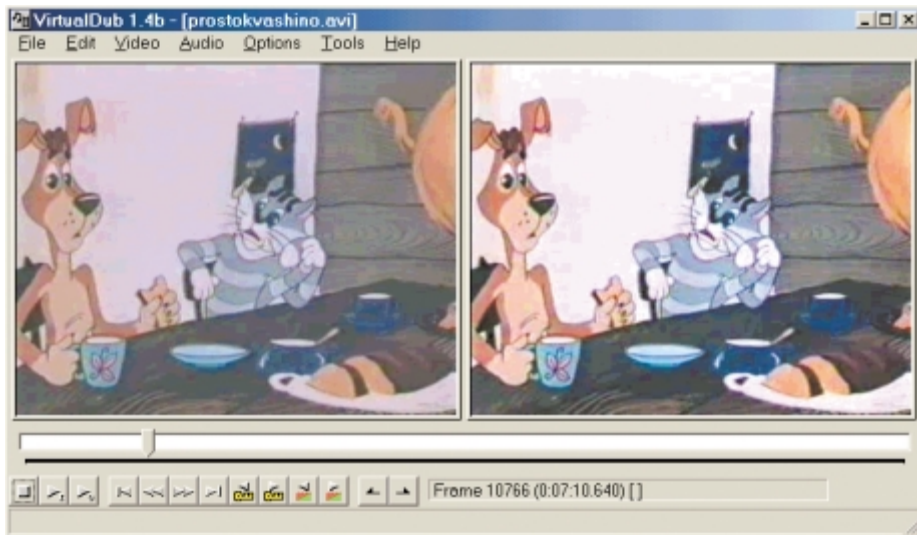 VirtualDub 1.4b - [prostokvashino.avi]
File Edit Video Audio Options Tools Help
Frame 10766 (0:07:10.640) [ ]